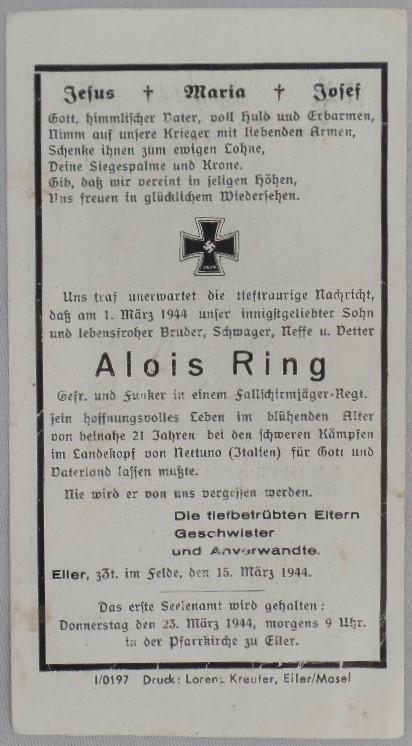 Jesus † Maria † Josef
Gott, himmlischer Vater, voll Huld und Erbarmen,
Nimm auf unsere Krieger mit liebenden Armen,
Schenke ihnen zum ewigen Lohne,
Deine Siegespalme und Krone.
Gib, daß wir vereint in seligen Höhen,
Uns freuen in glücklichem Wiedersehen.
Uns traf unerwartet die tieftraurige Nachricht,
daß am 1. März 1944 unser innigstgeliebter Sohn
und lebensfroher Bruder, Schwager, Neffe u. Vetter
Alois Ring
Gefr. und Funker in einem Fallschirmjäger-Regt.
sein hoffnungsvolles Leben im blühenden Alter
von beinahe 21 Jahren bei den schweren Kämpfen
im Landekopf von Nettuno (Italien) für Gott und
Vaterland lassen mußte.
Nie wird er von uns vergessen werden.
Die tiefbetrübten Eltern
Geschwister
und Anverwandte.
Eller, z3t. im Felde, den 15. März 1944.
Das erste Seelenamt wird gehalten:
Donnerstag den 23. März 1944, morgens 9 Uhr.
in der Pfarrkirche zu Eller.
I/0197 Druck: Lorenz Kreuter, Eller/Mosel